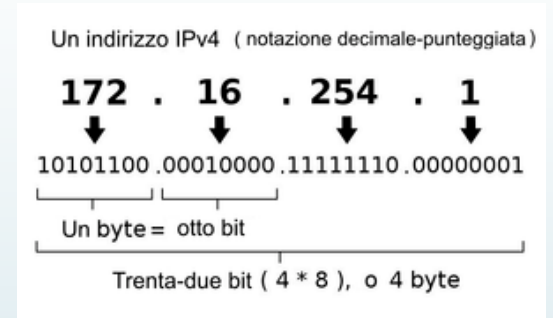 Un indirizzo IPv4 ( notazione decimale-punteggiata)
172 . 16 . 254 . 1
10101100.00010000.11111110.00000001
Un byte = otto bit
Trenta-due bit ( 4 * 8 ), o 4 byte